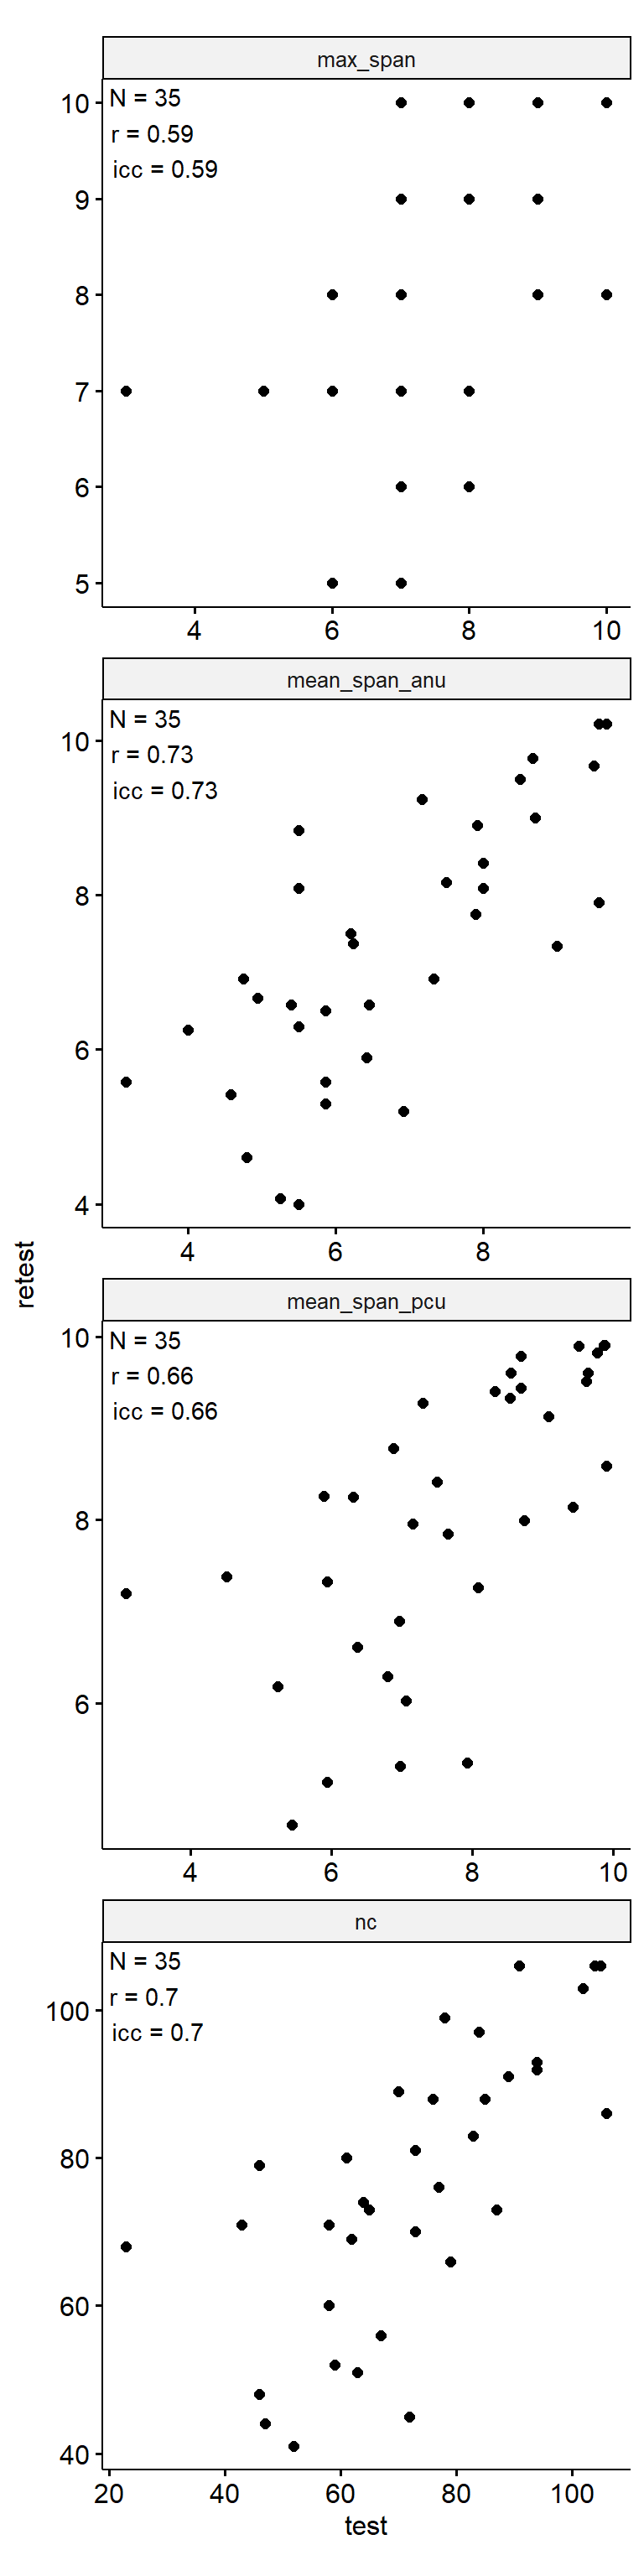 max_span
N = 35
r = 0.59
icc = 0.59
10
9
8
7
6
5
4 6 8 10
mean_span_anu
N = 35
r = 0.73
icc = 0.73
10
8
6
4
4 6 8
retest
mean_span_pcu
N = 35
r = 0.66
icc = 0.66
10
8
6
4 6 8 10
nc
N = 35
r = 0.7
icc = 0.7
100
80
60
40
20 40 60 80 100
test